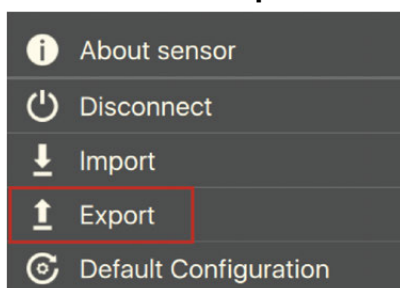 About sensor
Disconnect
Import
Export
Default Configuration